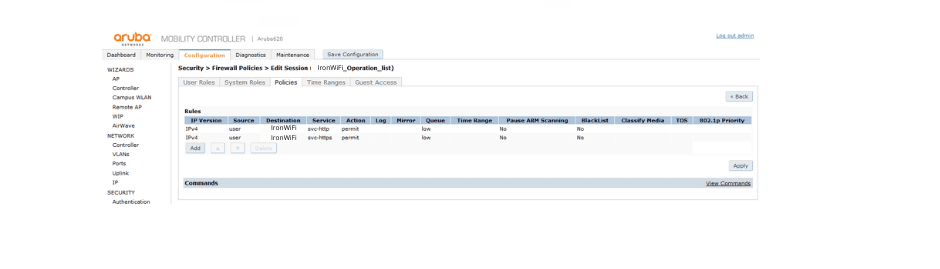 aruba MOBILITY CONTROLLER | Aruba620 Log out admin
NETWORKS
Dashboard Monitoring Configuration Diagnostics Maintenance Save Configuration
WIZARDS
AP
Controller
Campus WLAN
Remote AP
WIP
AirWave
NETWORK
Controller
VLANs
Ports
Uplink
IP
SECURITY
Authentication
Security > Firewall Policies > Edit Session ( IronWiFi_Operation_list)
User Roles System Roles Policies Time Ranges Guest Access
« Back
Rules
IP Version Source Destination Service Action Log Mirror Queue Time Range Pause ARM Scanning BlackList Classify Media TOS 802.1p Priority
IPv4 user IronWiFi svc-http permit low No No
IPv4 user IronWiFi svc-https permit low No No
Add ▲ ▼ Delete
Apply
Commands View Commands